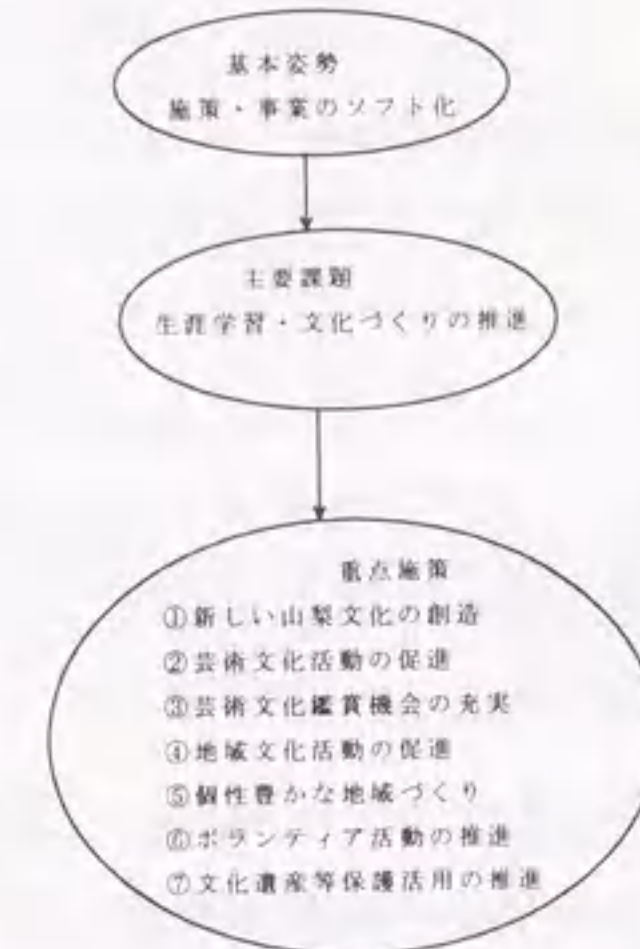 基本姿勢
施策・事業のソフト化
主要課題
生涯学習・文化づくりの推進
重点施策
①新しい山梨文化の創造
②芸術文化活動の促進
③芸術文化鑑賞機会の充実
④地域文化活動の促進
⑤個性豊かな地域づくり
⑥ボランティア活動の推進
⑦文化遺産等保護活用の推進